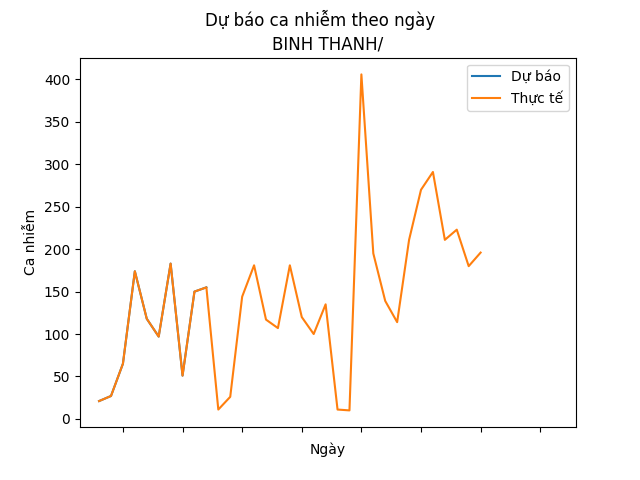 Dự báo ca nhiễm theo ngày
BINH THANH/
Dự báo
Thực tế
400
350
300
250
200
150
100
50
0
Ca nhiễm
Ngày